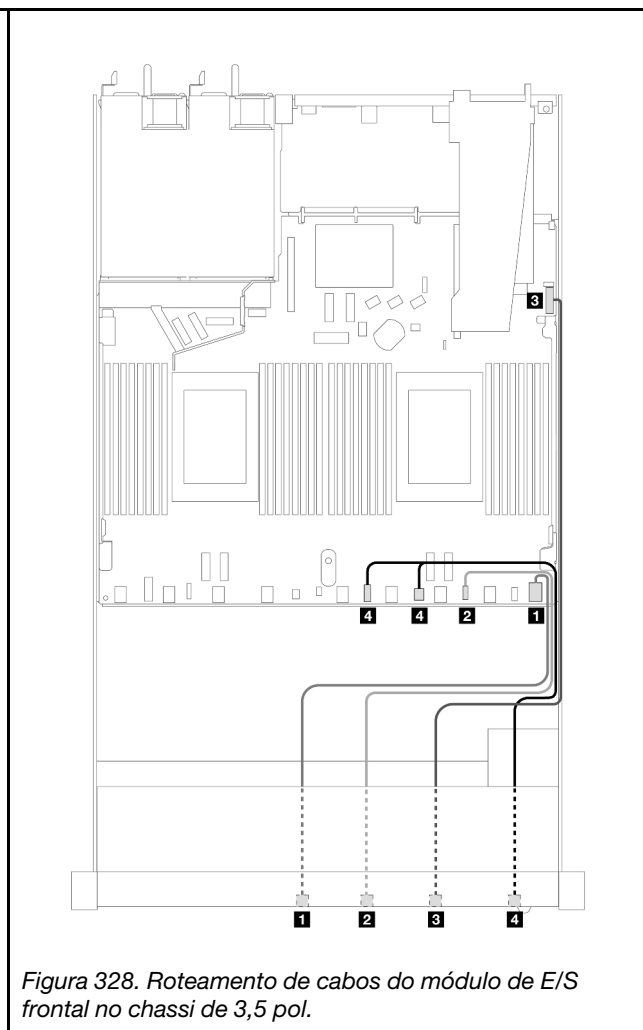 3
4 4 2 1
1 2 3 4
Figura 328. Roteamento de cabos do módulo de E/S
frontal no chassi de 3,5 pol.